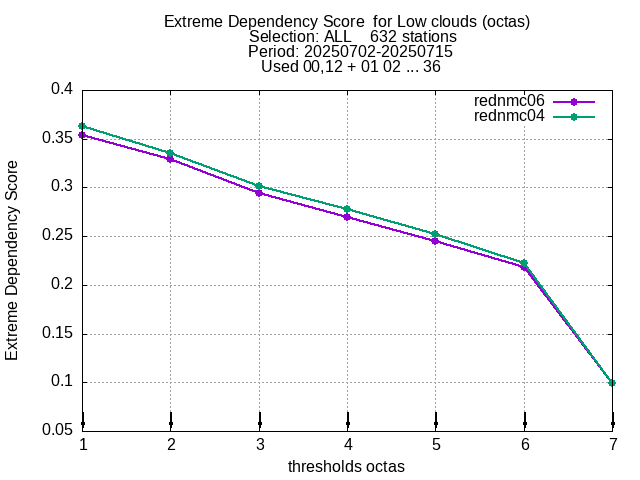 Extreme Dependency Score  for Low clouds (octas)
Selection: ALL    632 stations
Period: 20250702-20250715
Used 00,12 + 01 02 ... 36
rednmc06
rednmc04
Extreme Dependency Score
0.4
0.35
0.3
0.25
0.2
0.15
0.1
0.05
1 2 3 4 5 6 7
thresholds octas